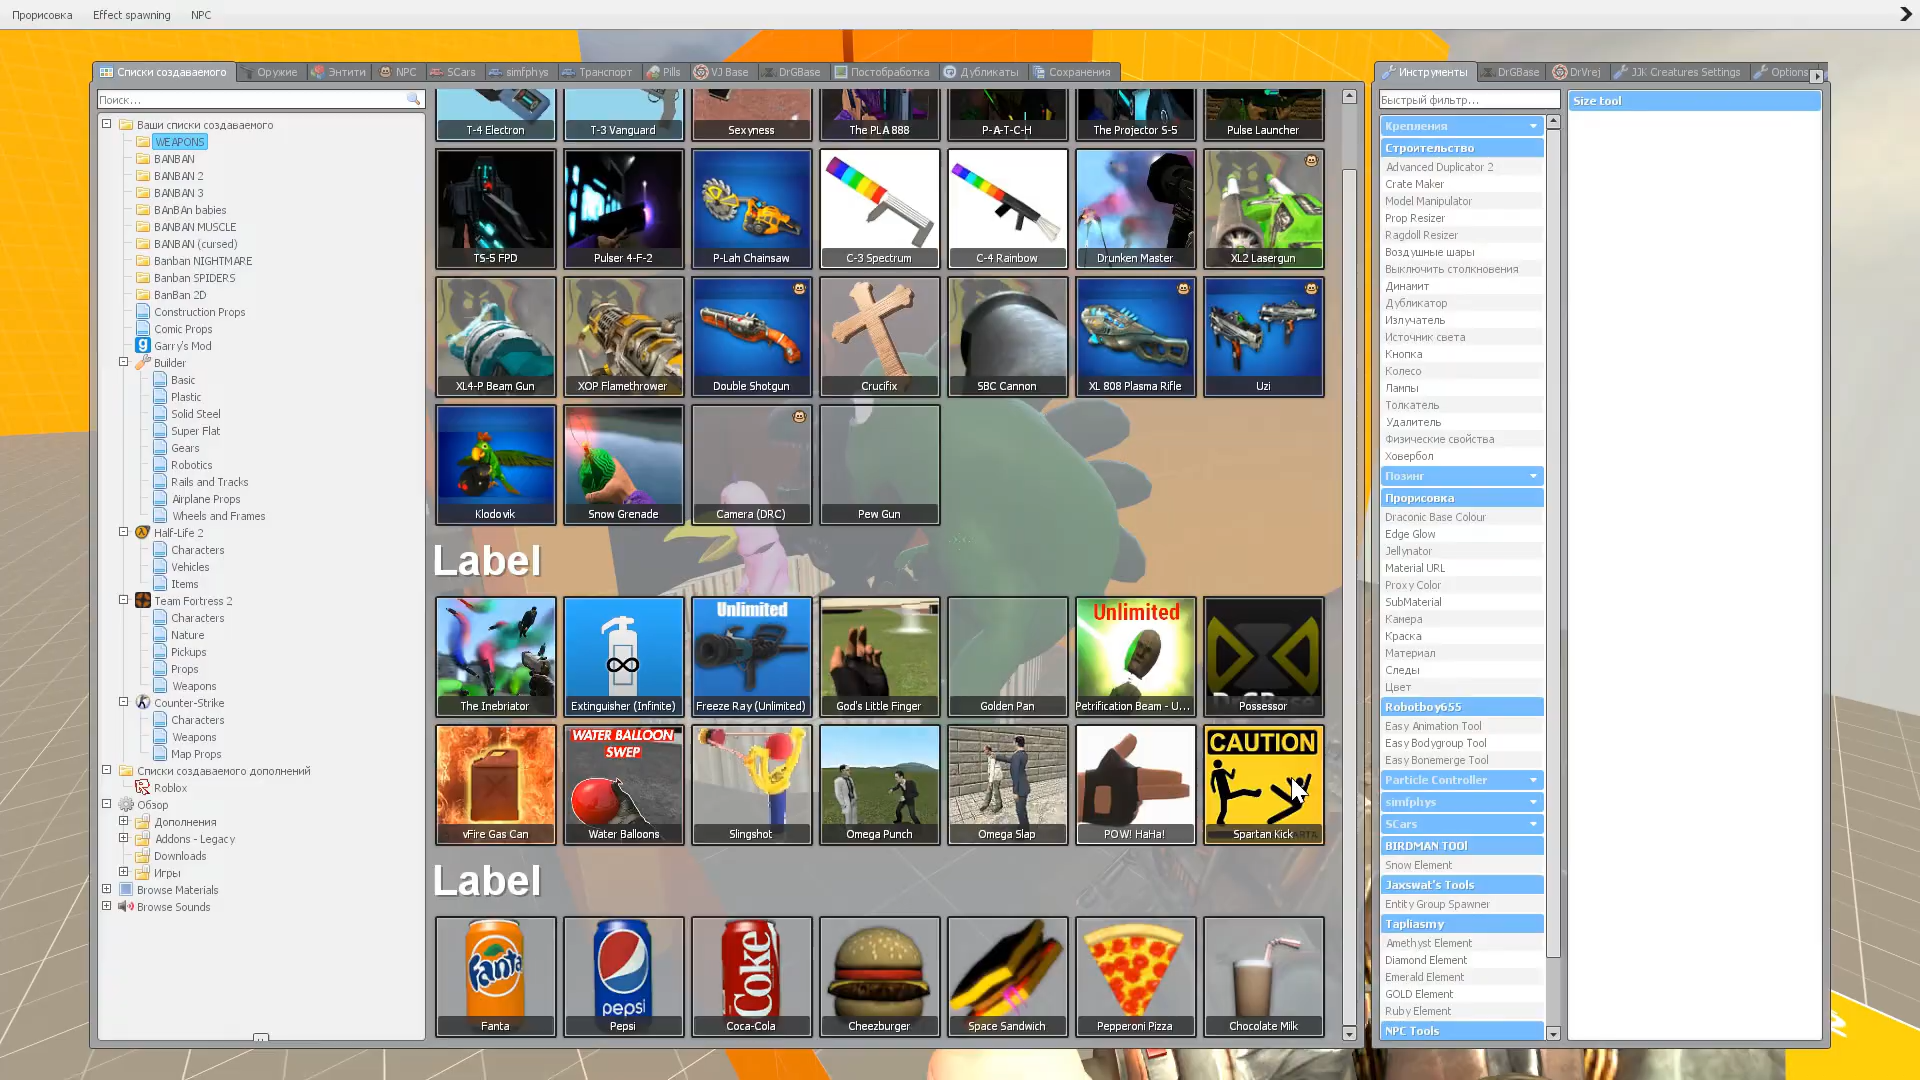 Прорисовка
Effect spawning
NPC
Списки создаваемого
Оружие
Энтити
NPC
SCars
simfphys
Транспорт
Pills
VJ Base
DrGBase
Постобработка
Дубликаты
Сохранения
Поиск...
Ваши списки создаваемого
WEAPONS
BANBAN
BANBAN 2
BANBAN 3
BAnBAn babies
BANBAN MUSCLE
BANBAN (cursed)
Banban NIGHTMARE
Banban SPIDERS
BanBan 2D
Construction Props
Comic Props
Garry's Mod
Builder
Basic
Plastic
Solid Steel
Super Flat
Gears
Robotics
Rails and Tracks
Airplane Props
Wheels and Frames
Half-Life 2
Characters
Vehicles
Items
Team Fortress 2
Characters
Nature
Pickups
Props
Weapons
Counter-Strike
Characters
Weapons
Map Props
Списки создаваемого дополнений
Roblox
Обзор
Дополнения
Addons - Legacy
Downloads
Игры
Browse Materials
Browse Sounds
T-4 Electron
T-3 Vanguard
Sexyness
The PLA 888
P-A-T-C-H
The Projector S-5
Pulse Launcher
TS-5 FPD
Pulser 4-F-2
P-Lah Chainsaw
C-3 Spectrum
C-4 Rainbow
Drunken Master
XL2 Lasergun
XL4-P Beam Gun
XOP Flamethrower
Double Shotgun
Crucifix
SBC Cannon
XL 808 Plasma Rifle
Uzi
Klodovik
Snow Grenade
Camera (DRC)
Pew Gun
Label
The Inebriator
Extinguisher (Infinite)
Unlimited
Freeze Ray (Unlimited)
God's Little Finger
Golden Pan
Unlimited
Petrification Beam - U...
Possessor
vFire Gas Can
WATER BALLOON
SWEP
Water Balloons
Slingshot
Omega Punch
Omega Slap
POW! HaHa!
CAUTION
Spartan Kick
Label
Fanta
Fanta
pepsi
Pepsi
Coke
Coca-Cola
Cheezburger
Space Sandwich
Pepperoni Pizza
Chocolate Milk
Инструменты
DrGBase
DrVrej
JJK Creatures Settings
Options
Быстрый фильтр...
Крепления
Строительство
Advanced Duplicator 2
Crate Maker
Model Manipulator
Prop Resizer
Ragdoll Resizer
Воздушные шары
Выключить столкновения
Динамит
Дубликатор
Излучатель
Источник света
Кнопка
Колесо
Лампы
Толкатель
Удалитель
Физические свойства
Ховербол
Позинг
Прорисовка
Draconic Base Colour
Edge Glow
Jellynator
Material URL
Proxy Color
SubMaterial
Камера
Краска
Материал
Следы
Цвет
Robotboy655
Easy Animation Tool
Easy Bodygroup Tool
Easy Bonemerge Tool
Particle Controller
simfphys
SCars
BIRDMAN TOOl
Snow Element
Jaxswat's Tools
Entity Group Spawner
Tapliasmy
Amethyst Element
Diamond Element
Emerald Element
GOLD Element
Ruby Element
NPC Tools
Size tool